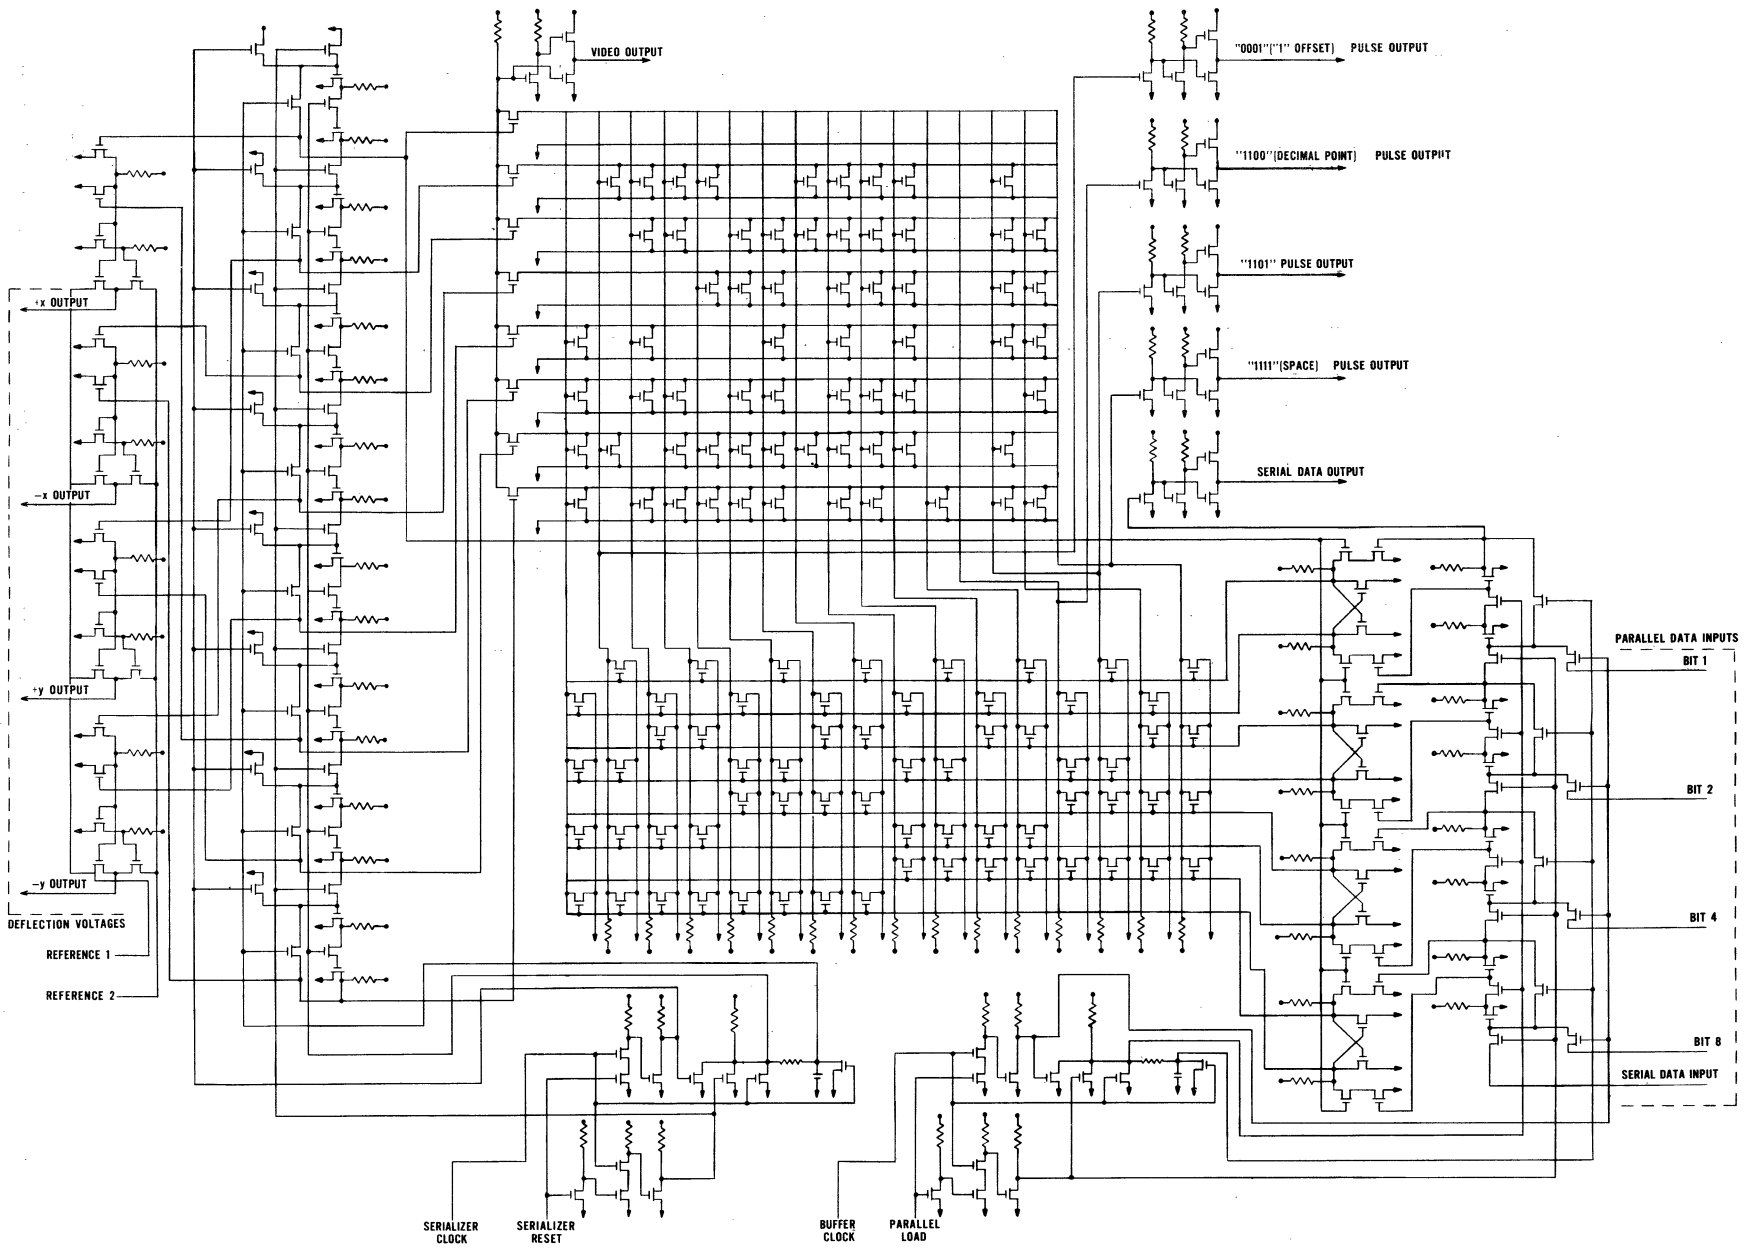 VIDEO OUTPUT
"0001"("1" OFFSET) PULSE OUTPUT
"1100"(DECIMAL POINT) PULSE OUTPUT
"1101" PULSE OUTPUT
"1111"(SPACE) PULSE OUTPUT
SERIAL DATA OUTPUT
+x OUTPUT
-x OUTPUT
+y OUTPUT
-y OUTPUT
DEFLECTION VOLTAGES
REFERENCE 1
REFERENCE 2
PARALLEL DATA INPUTS
BIT 1
BIT 2
BIT 4
BIT 8
SERIAL DATA INPUT
SERIALIZER
CLOCK
SERIALIZER
RESET
BUFFER
CLOCK
PARALLEL
LOAD